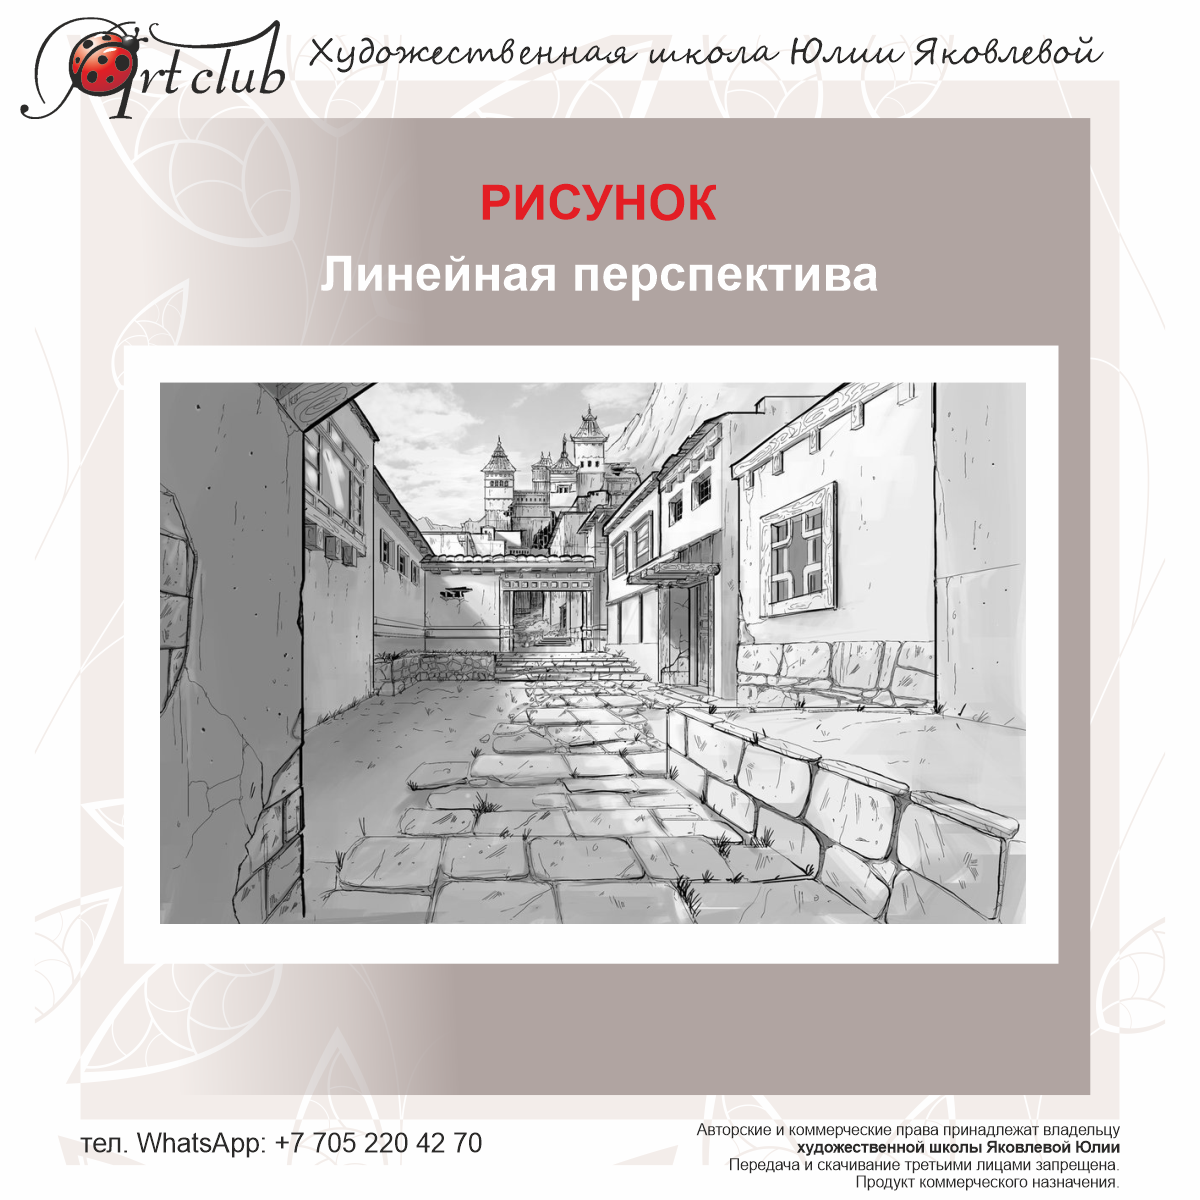 Art club
Художественная школа Юлии Яковлевой
РИСУНОК
Линейная перспектива
тел. WhatsApp: +7 705 220 42 70
Авторские и коммерческие права принадлежат владельцу
художественной школы Яковлевой Юлии
Передача и скачивание третьими лицами запрещена.
Продукт коммерческого назначения.